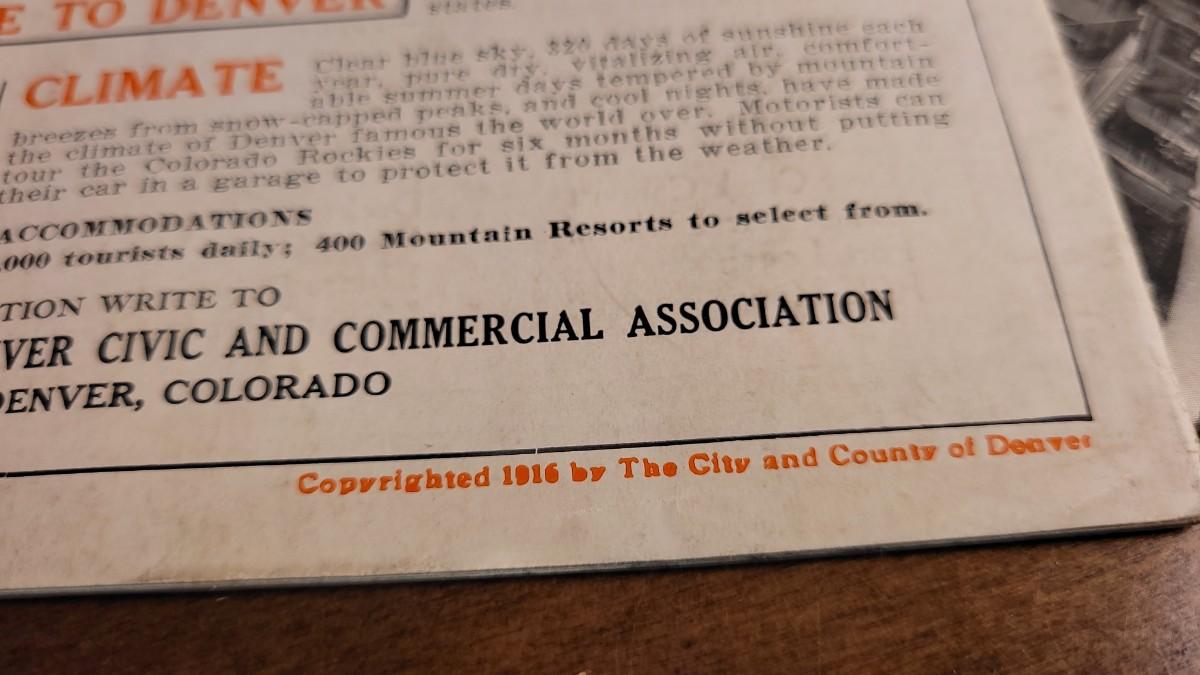 E TO DENVER
states.
CLIMATE
Clear blue sky, 320 days of sunshine each
year, pure dry, vitalizing air, comfort-
able summer days tempered by mountain
breezes from snow-capped peaks, and cool nights, have made
the climate of Denver famous the world over. Motorists can
tour the Colorado Rockies for six months without putting
their car in a garage to protect it from the weather.
ACCOMMODATIONS
,000 tourists daily; 400 Mountain Resorts to select from.
TION WRITE TO
VER CIVIC AND COMMERCIAL ASSOCIATION
DENVER, COLORADO
Copyrighted 1916 by The City and County of Denver